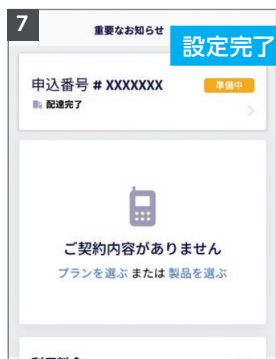 7
重要なお知らせ
設定完了
申込番号 # XXXXXXX
準備中
配達完了
ご契約内容がありません
プランを選ぶ または 製品を選ぶ